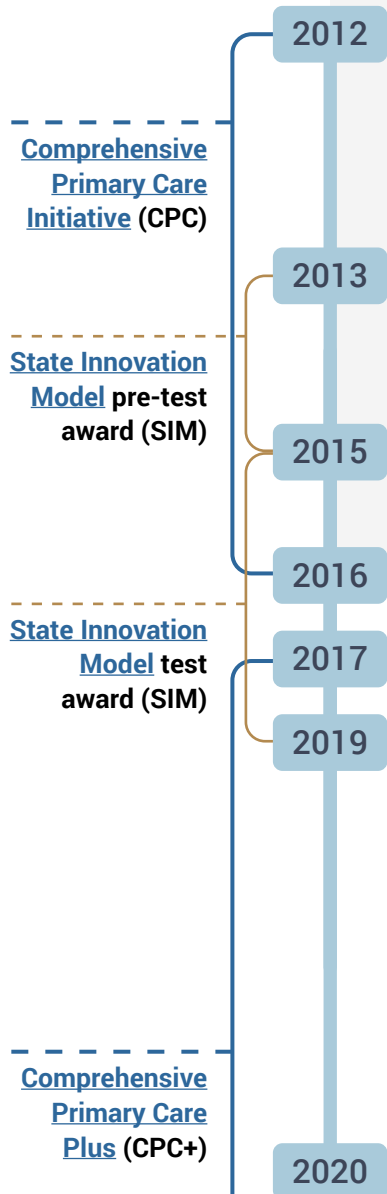 2012
Comprehensive
Primary Care
Initiative (CPC)
2013
State Innovation
Model pre-test
award (SIM)
2015
2016
State Innovation
Model test
award (SIM)
2017
2019
Comprehensive
Primary Care
Plus (CPC+)
2020